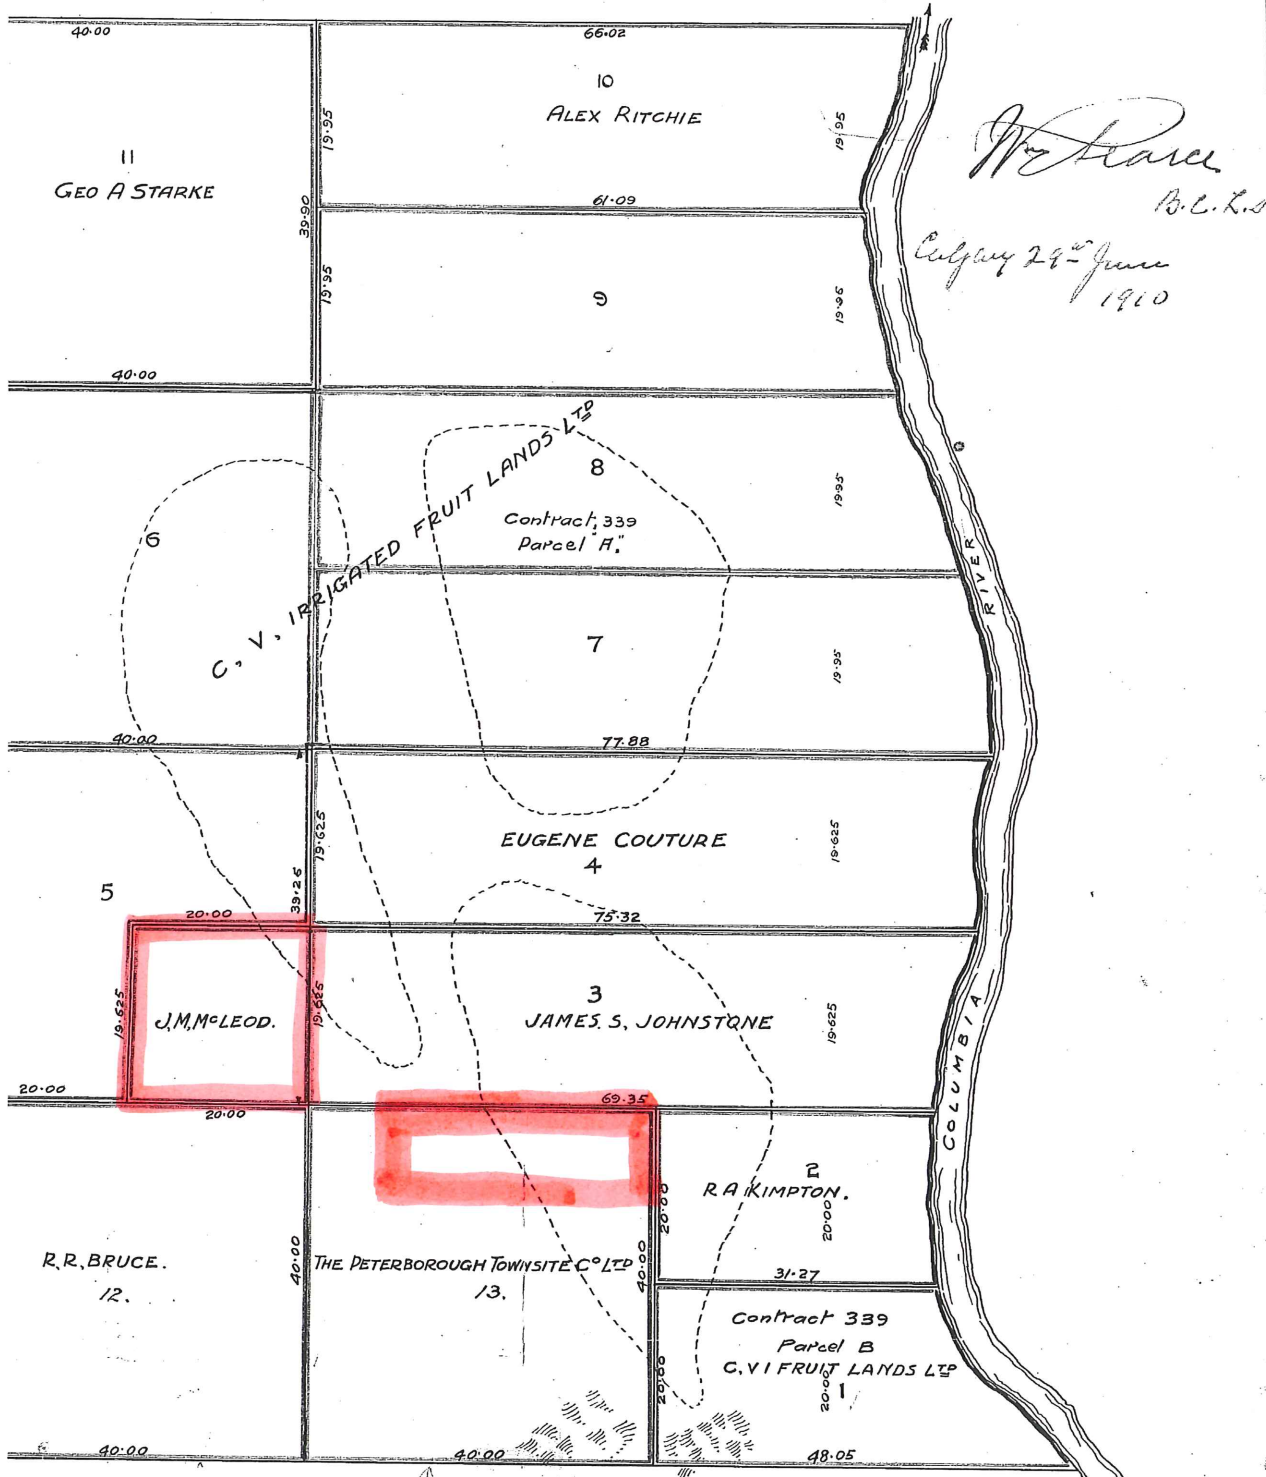 40.00
66.02
10
ALEX RITCHIE
19.95
19.95
11
GEO A STARKE
Wm Pearce
B.C.L.S
61.09
39.90
Calgary 29th June
1910
19.95
9
19.95
40.00
C. V. IRRIGATED FRUIT LANDS LTD
8
19.95
Contract 339
Parcel "A."
6
RIVER
7
19.95
40.00
77.88
19.625
EUGENE COUTURE
4
19.625
5
39.25
20.00
75.32
3
JAMES. S, JOHNSTONE
19.625
J,M,McLEOD.
19.625
19.625
COLUMBIA
20.00
20.00
69.35
2
R A KIMPTON.
20.00
20.00
R,R,BRUCE.
12.
40.00
THE PETERBOROUGH TOWNSITE Co LTD
13.
40.00
31.27
Contract 339
Parcel B
C, V I FRUIT LANDS LTD
1
20.00
20.00
40.00
40.00
48.05